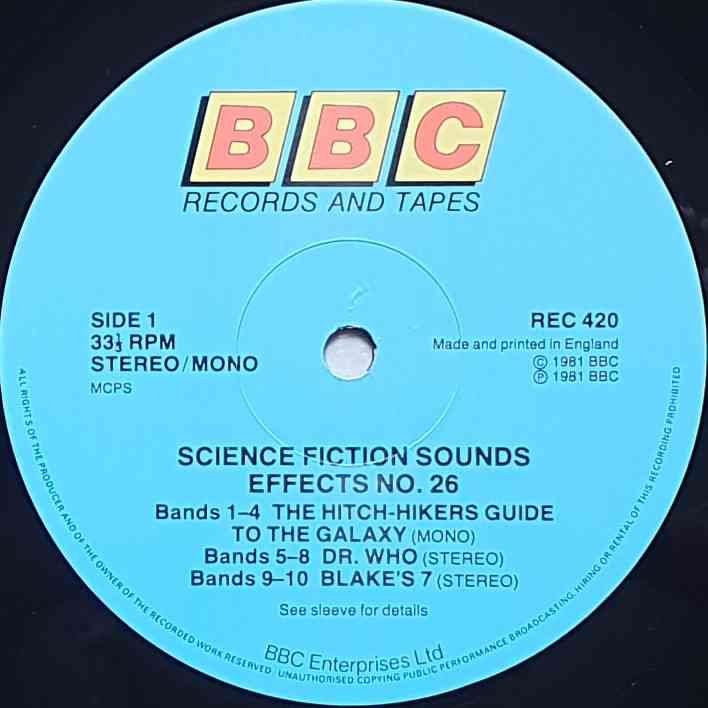 BBC
RECORDS AND TAPES
SIDE 1
33⅓ RPM
STEREO/MONO
MCPS
REC 420
Made and printed in England
© 1981 BBC
℗ 1981 BBC
SCIENCE FICTION SOUNDS
EFFECTS NO. 26
Bands 1–4 THE HITCH-HIKERS GUIDE
TO THE GALAXY (MONO)
Bands 5–8 DR. WHO (STEREO)
Bands 9–10 BLAKE'S 7 (STEREO)
See sleeve for details
BBC Enterprises Ltd
ALL RIGHTS OF THE PRODUCER AND OF THE OWNER OF THE RECORDED WORK RESERVED. UNAUTHORISED COPYING PUBLIC PERFORMANCE BROADCASTING, HIRING OR RENTAL OF THIS RECORDING PROHIBITED